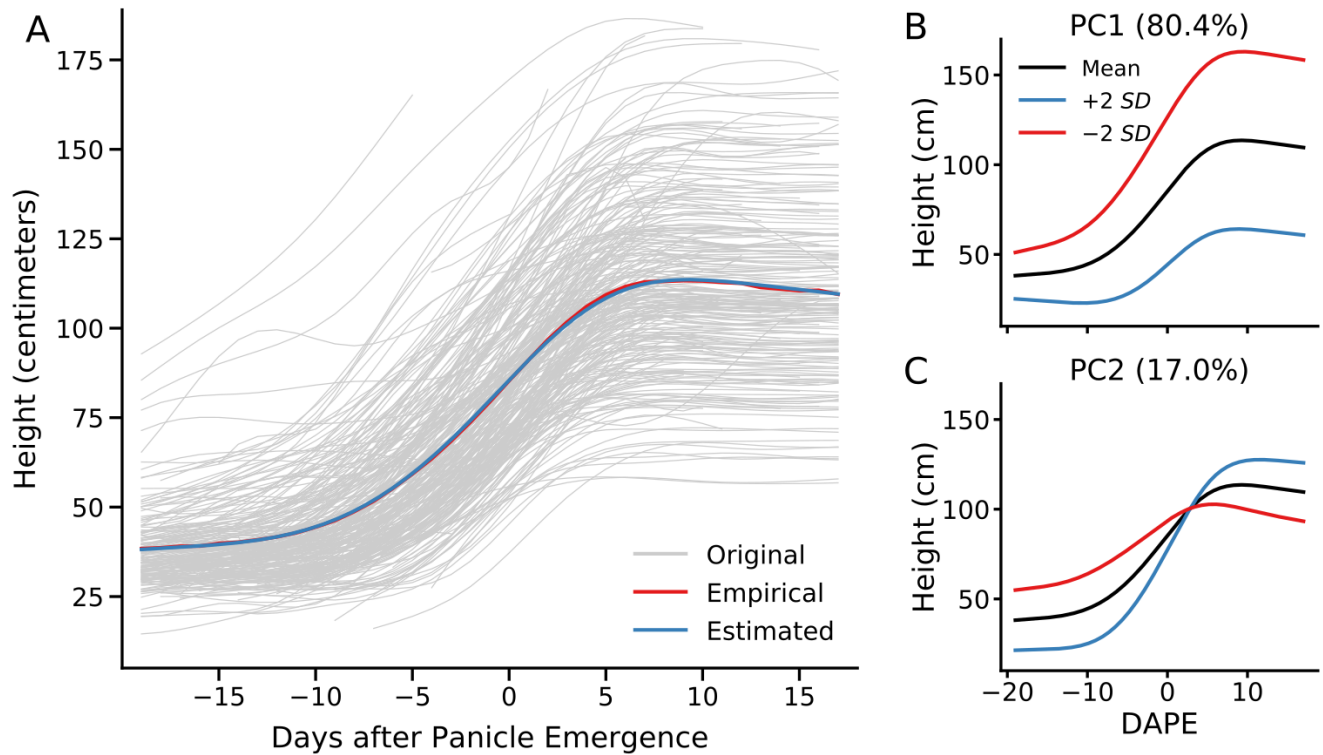 A
Height (centimeters)
175
150
125
100
75
50
25
−15
−10
−5
0
5
10
15
Days after Panicle Emergence
Original
Empirical
Estimated
B
PC1 (80.4%)
Height (cm)
150
100
50
Mean
+2 SD
−2 SD
C
PC2 (17.0%)
Height (cm)
150
100
50
−20
−10
0
10
DAPE